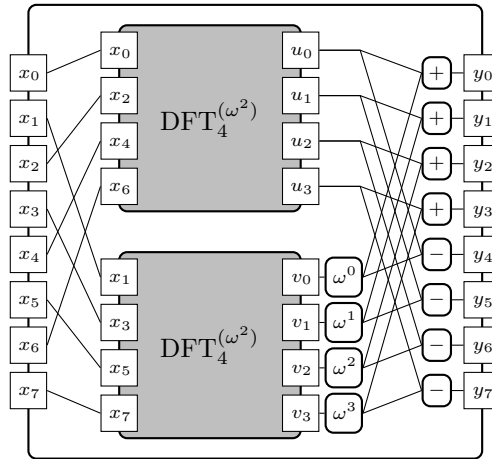 x₀ x₀ u₀ + y₀
x₁ x₂ u₁ + y₁
x₂ x₄ DFT₄^(ω²) u₂ + y₂
x₃ x₆ u₃ + y₃
x₄ x₁ v₀ ω⁰ − y₄
x₅ x₃ v₁ ω¹ − y₅
x₆ x₅ DFT₄^(ω²) v₂ ω² − y₆
x₇ x₇ v₃ ω³ − y₇